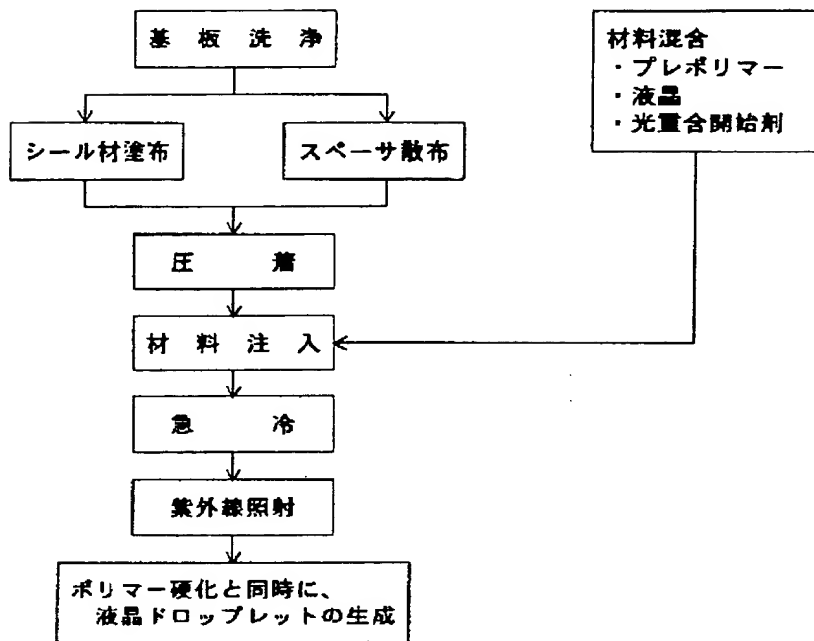 基板洗浄
材料混合
・プレポリマー
・液晶
・光重合開始剤
シール材塗布
スペーサ散布
圧着
材料注入
急冷
紫外線照射
ポリマー硬化と同時に、
液晶ドロップレットの生成